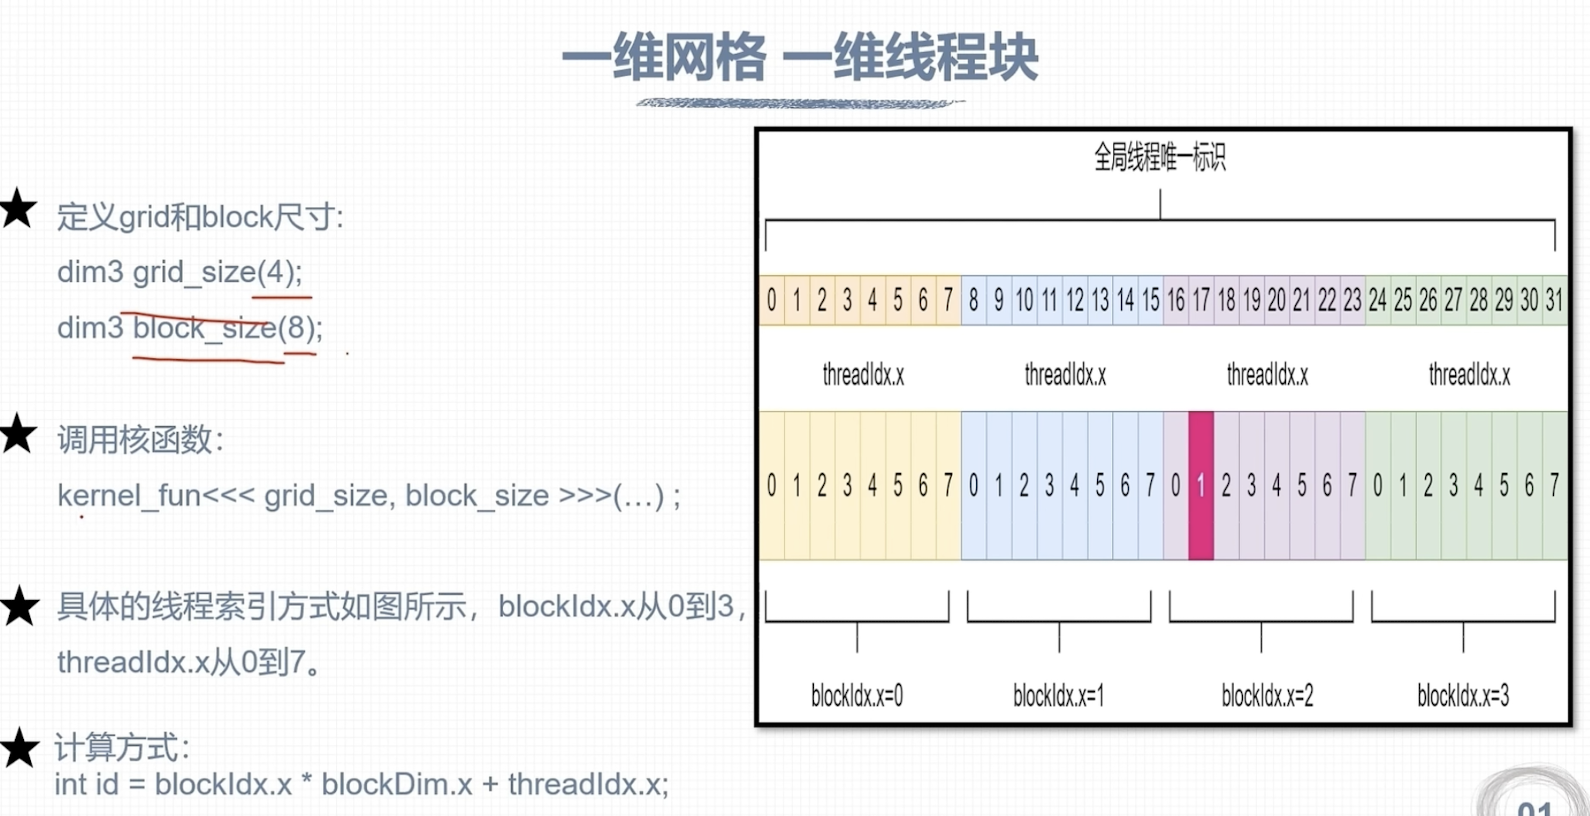 一维网格 一维线程块
定义grid和block尺寸:
dim3 grid_size(4);
dim3 block_size(8);
调用核函数:
kernel_fun<<< grid_size, block_size >>>(…) ;
具体的线程索引方式如图所示，blockIdx.x从0到3，
threadIdx.x从0到7。
计算方式:
int id = blockIdx.x * blockDim.x + threadIdx.x;
全局线程唯一标识
0 1 2 3 4 5 6 7 8 9 10 11 12 13 14 15 16 17 18 19 20 21 22 23 24 25 26 27 28 29 30 31
threadIdx.x threadIdx.x threadIdx.x threadIdx.x
0 1 2 3 4 5 6 7 0 1 2 3 4 5 6 7 0 1 2 3 4 5 6 7 0 1 2 3 4 5 6 7
blockIdx.x=0 blockIdx.x=1 blockIdx.x=2 blockIdx.x=3
01